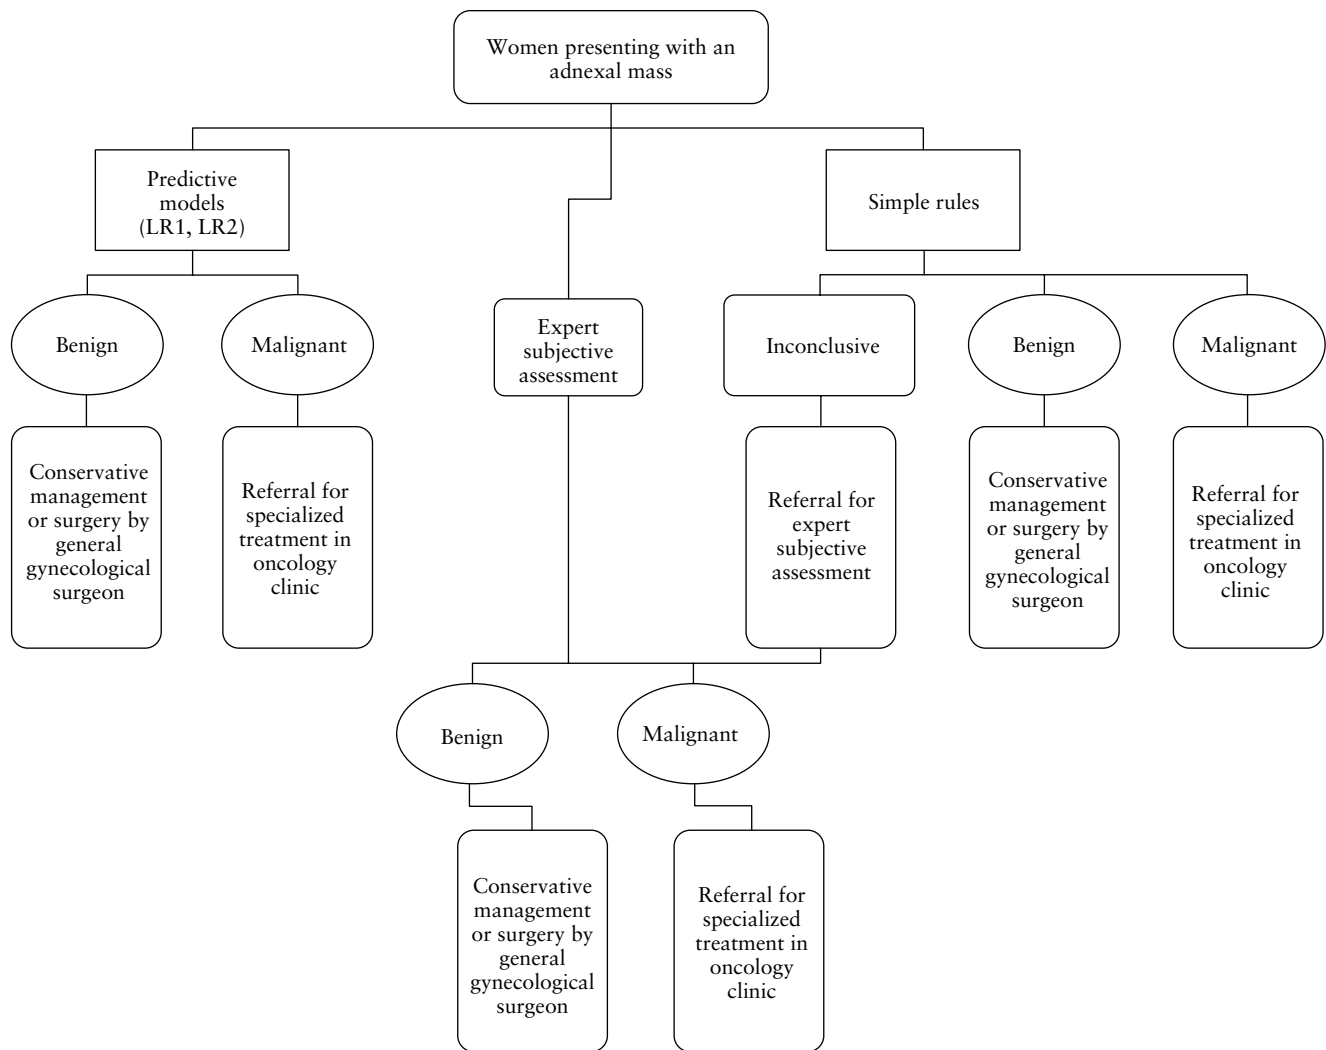 Women presenting with an
adnexal mass
Predictive
models
(LR1, LR2)
Simple rules
Benign
Malignant
Expert
subjective
assessment
Inconclusive
Benign
Malignant
Conservative
management
or surgery by
general
gynecological
surgeon
Referral for
specialized
treatment in
oncology
clinic
Referral for
expert
subjective
assessment
Conservative
management
or surgery by
general
gynecological
surgeon
Referral for
specialized
treatment in
oncology
clinic
Benign
Malignant
Conservative
management
or surgery by
general
gynecological
surgeon
Referral for
specialized
treatment in
oncology
clinic